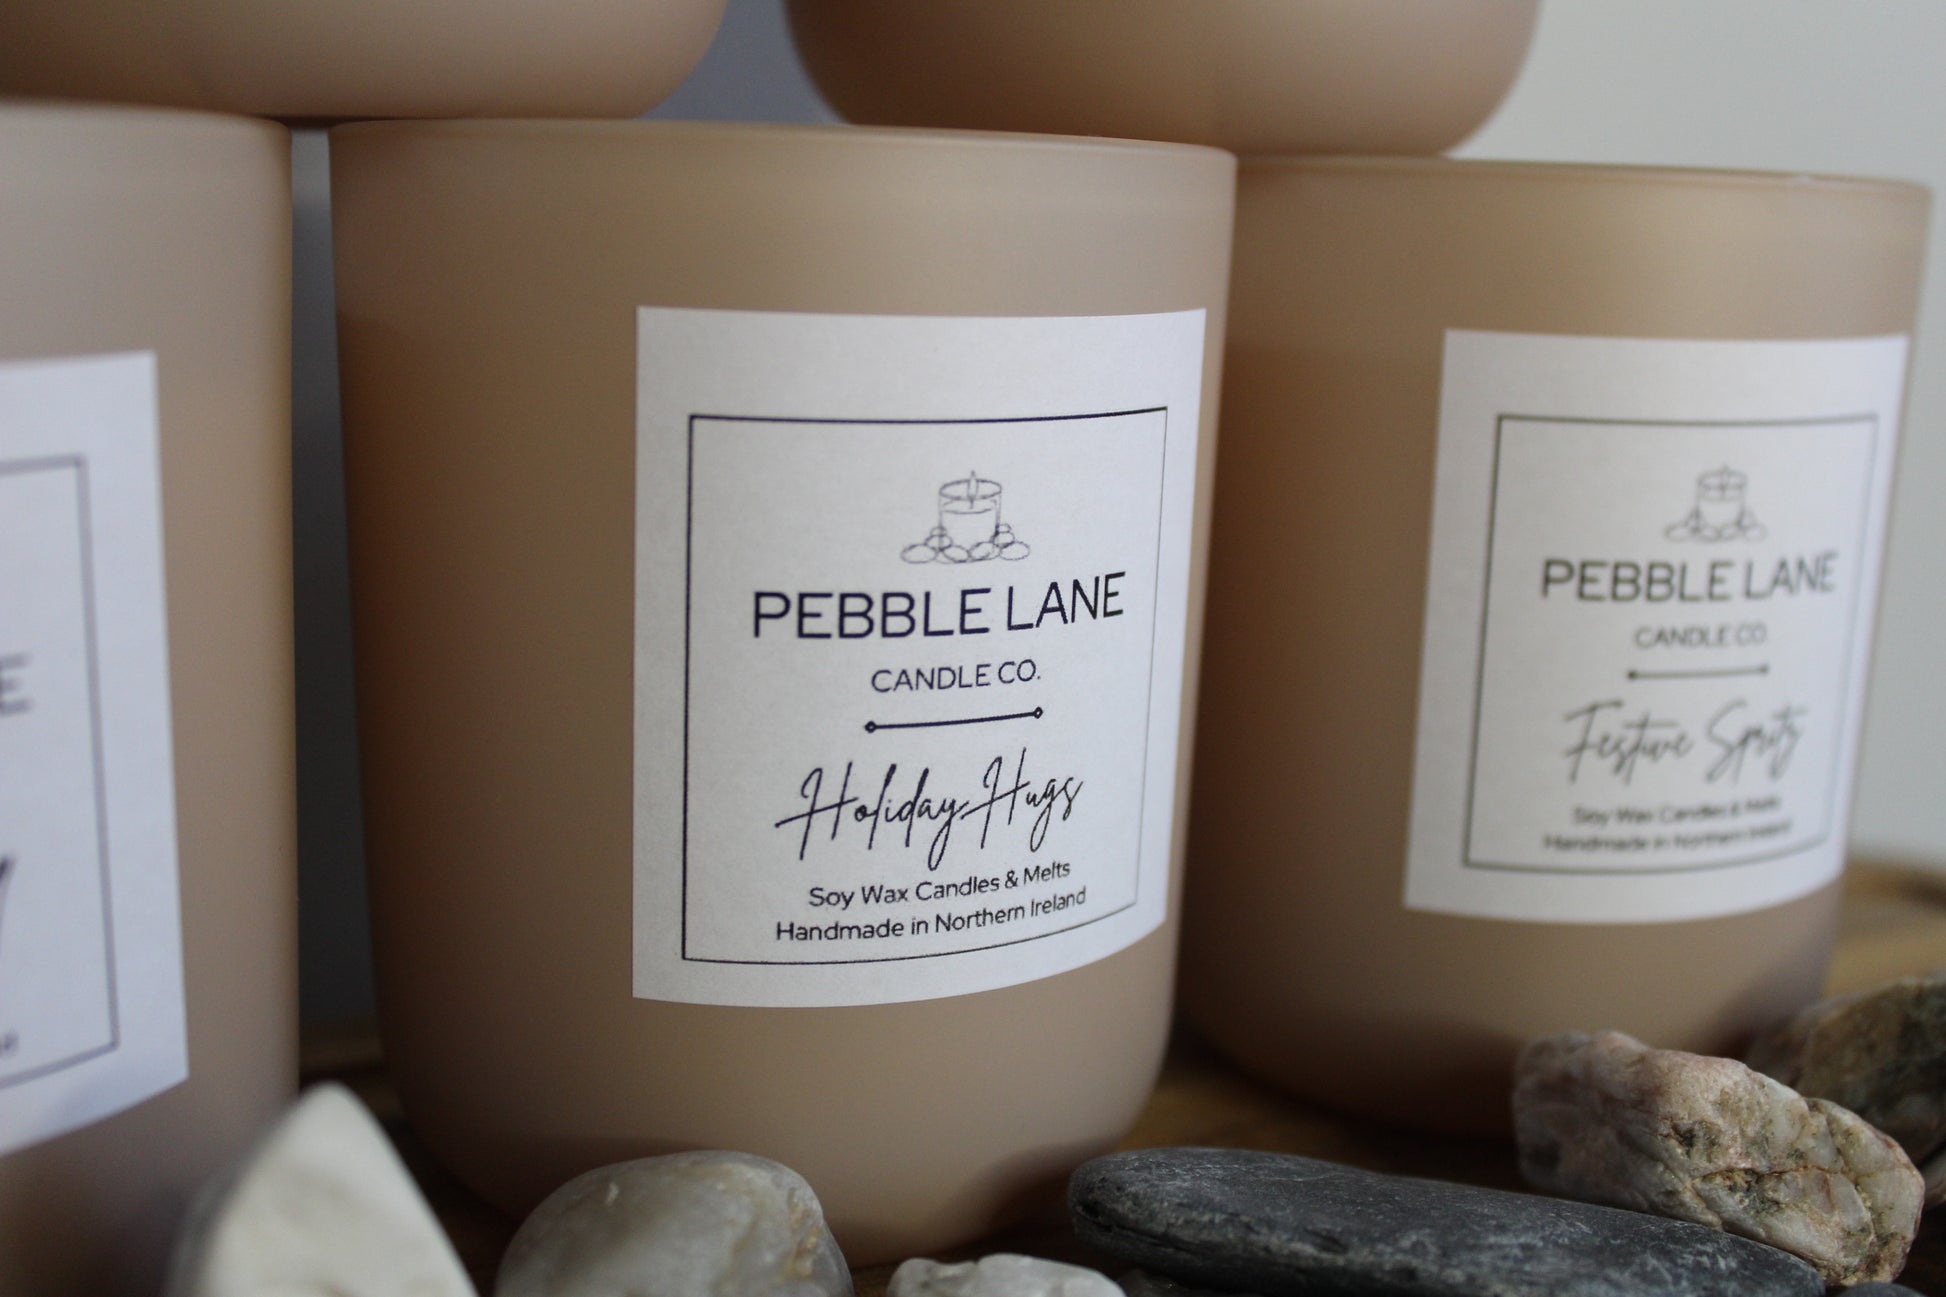 PEBBLE LANE
CANDLE CO.
Holiday Hugs
Soy Wax Candles & Melts
Handmade in Northern Ireland
PEBBLE LANE
CANDLE CO.
Festive Spritz
Soy Wax Candles & Melts
Handmade in Northern Ireland
E